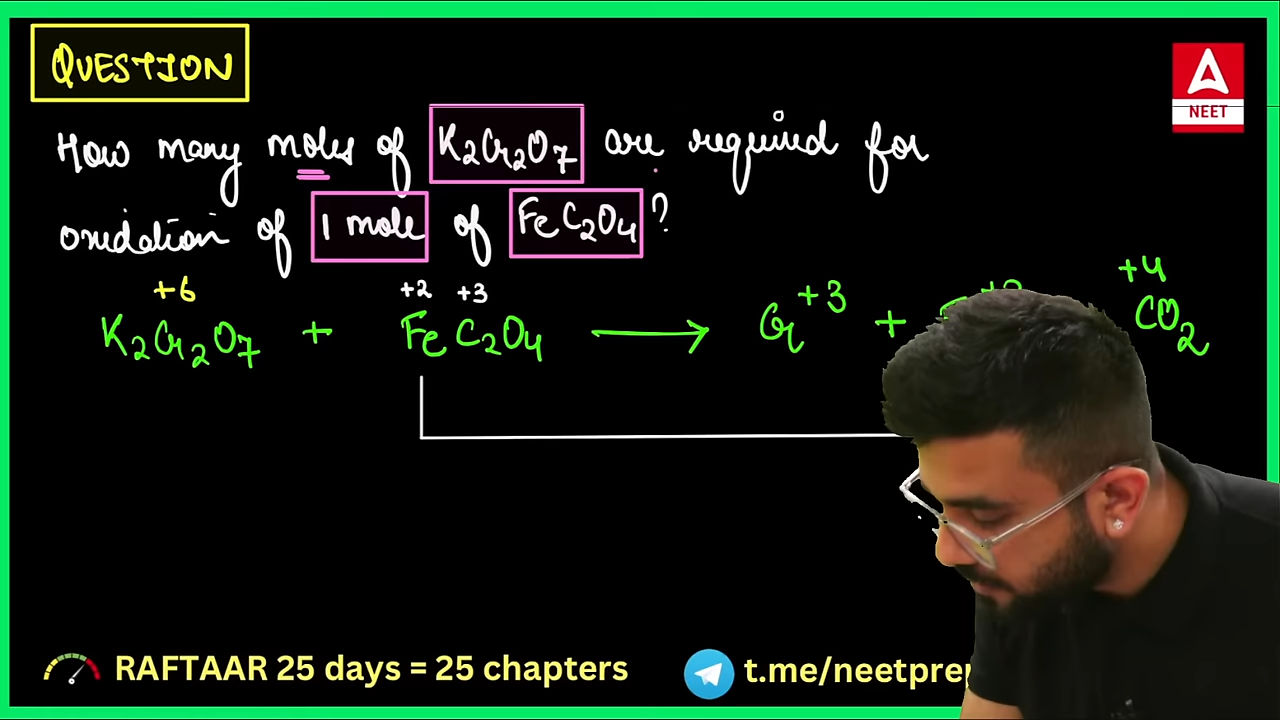 QUESTION
A
NEET
How many moles of K2Cr2O7 are required for
oxidation of 1 mole of FeC2O4?
+6 +2 +3 +3 +4
K2Cr2O7 + FeC2O4 ⟶ Cr + CO2
RAFTAAR 25 days = 25 chapters
t.me/neetprep